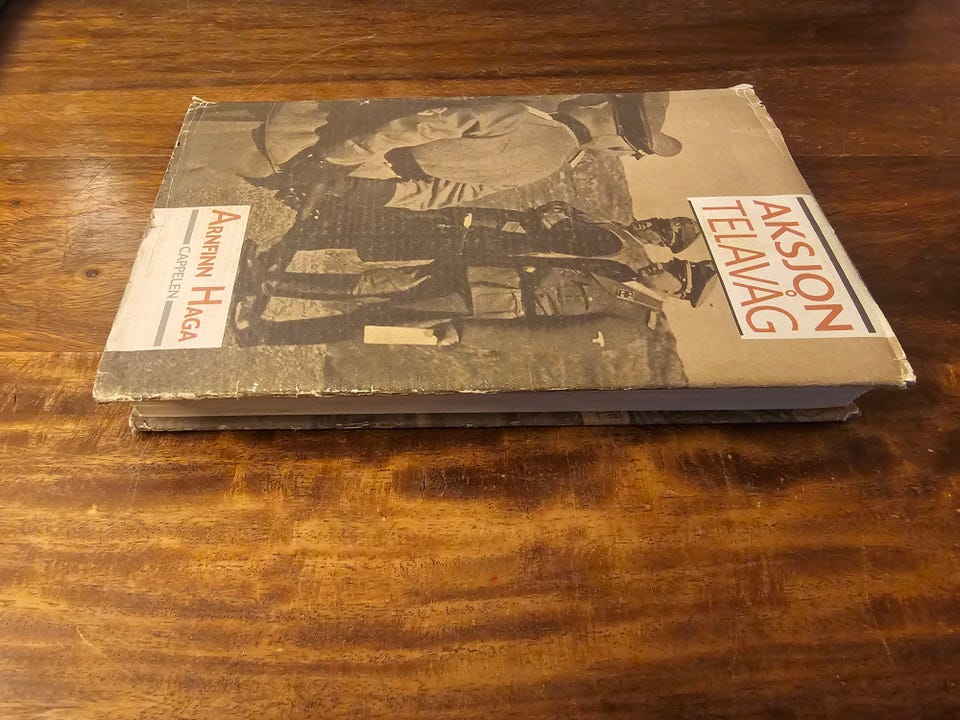 AKSJON
TELAVÅG
ARNFINN HAGA
CAPPELEN